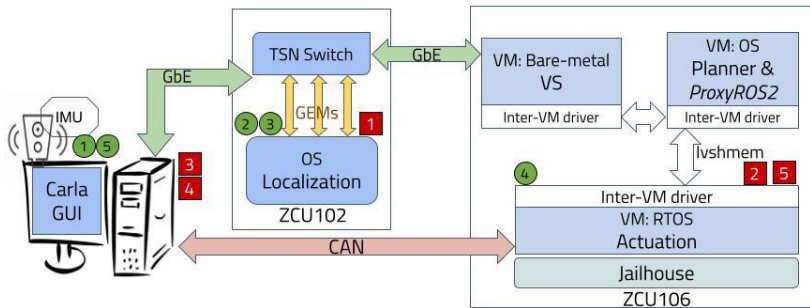 IMU
1
5
Carla
GUI
3
4
GbE
TSN Switch
GEMs
2
3
1
OS
Localization
ZCU102
GbE
VM: Bare-metal
VS
Inter-VM driver
VM: OS
Planner &
ProxyROS2
Inter-VM driver
Ivshmem
4
2
5
Inter-VM driver
VM: RTOS
Actuation
CAN
Jailhouse
ZCU106